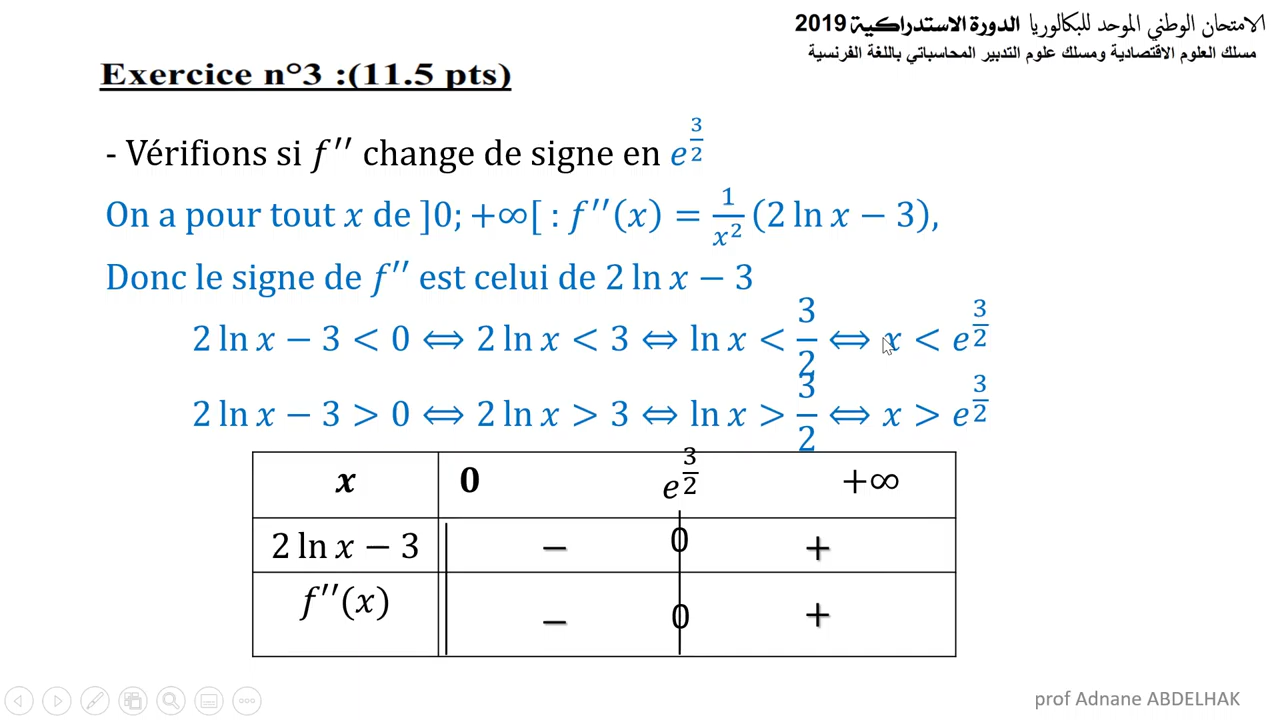 الامتحان الوطني الموحد للبكالوريا الدورة الاستدراكية 2019
مسلك العلوم الاقتصادية ومسلك علوم التدبير المحاسباتي باللغة الفرنسية
Exercice n°3 :(11.5 pts)
- Vérifions si f′′ change de signe en e^(3/2)
On a pour tout x de ]0; +∞[ : f′′(x) = 1/x² (2 ln x − 3),
Donc le signe de f′′ est celui de 2 ln x − 3
2 ln x − 3 < 0 ⟺ 2 ln x < 3 ⟺ ln x < 3/2 ⟺ x < e^(3/2)
2 ln x − 3 > 0 ⟺ 2 ln x > 3 ⟺ ln x > 3/2 ⟺ x > e^(3/2)
x 0 e^(3/2) +∞
2 ln x − 3 − 0 +
f′′(x) − 0 +
prof Adnane ABDELHAK